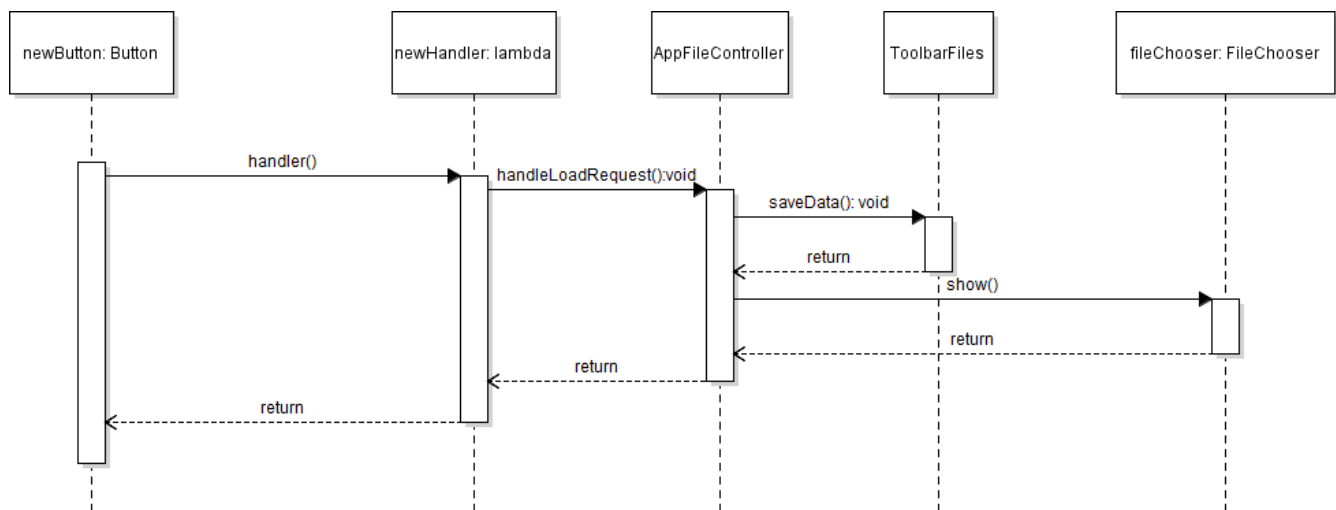 newButton: Button
newHandler: lambda
AppFileController
ToolbarFiles
fileChooser: FileChooser
handler()
handleLoadRequest():void
saveData(): void
return
show()
return
return
return